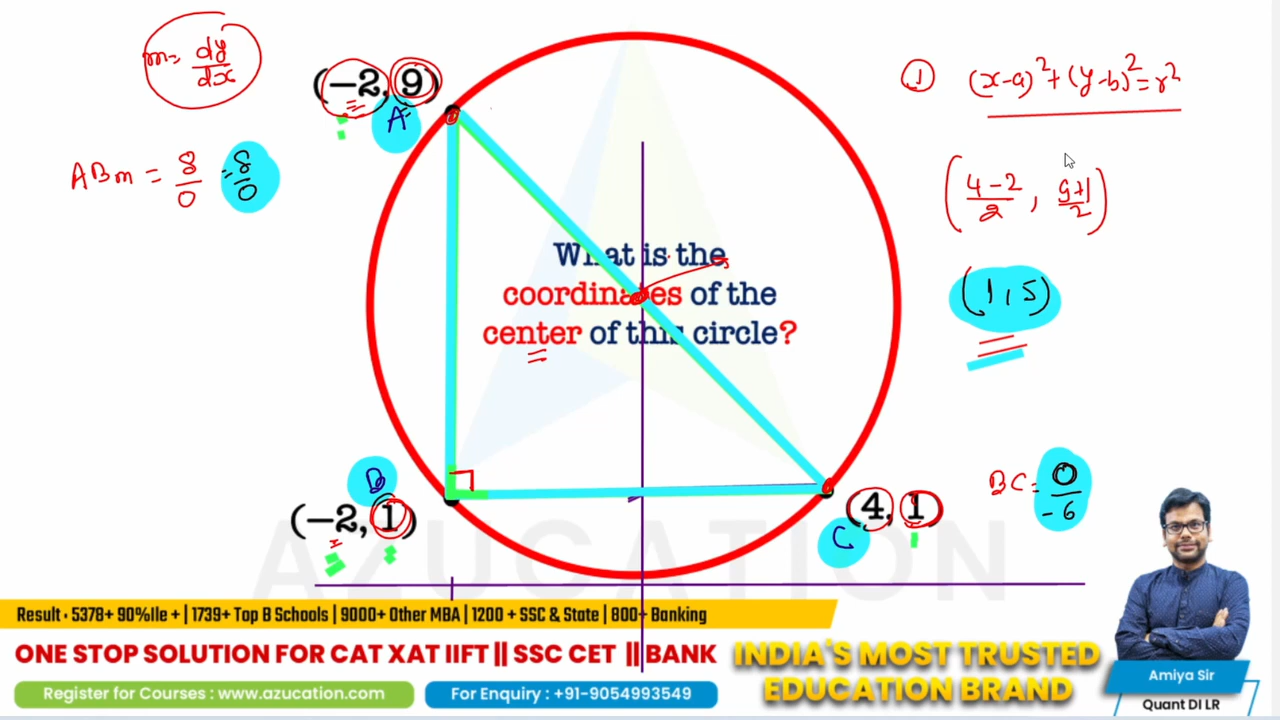 m= dy/dx
(-2, 9)
A
① (x-a)²+(y-b)²=r²
ABm = 8/0 = 8/0
(4-2/2, 9+1/2)
What is the
coordinates of the
center of this circle?
(1,5)
B
BC= 0/-6
(-2, 1)
(4, 1)
C
AZUCATION
Result • 5378+ 90%lle + | 1739+ Top B Schools | 9000+ Other MBA | 1200 + SSC & State | 800+ Banking
ONE STOP SOLUTION FOR CAT XAT IIFT || SSC CET || BANK
INDIA'S MOST TRUSTED
EDUCATION BRAND
Register for Courses : www.azucation.com
For Enquiry : +91-9054993549
Amiya Sir
Quant DI LR